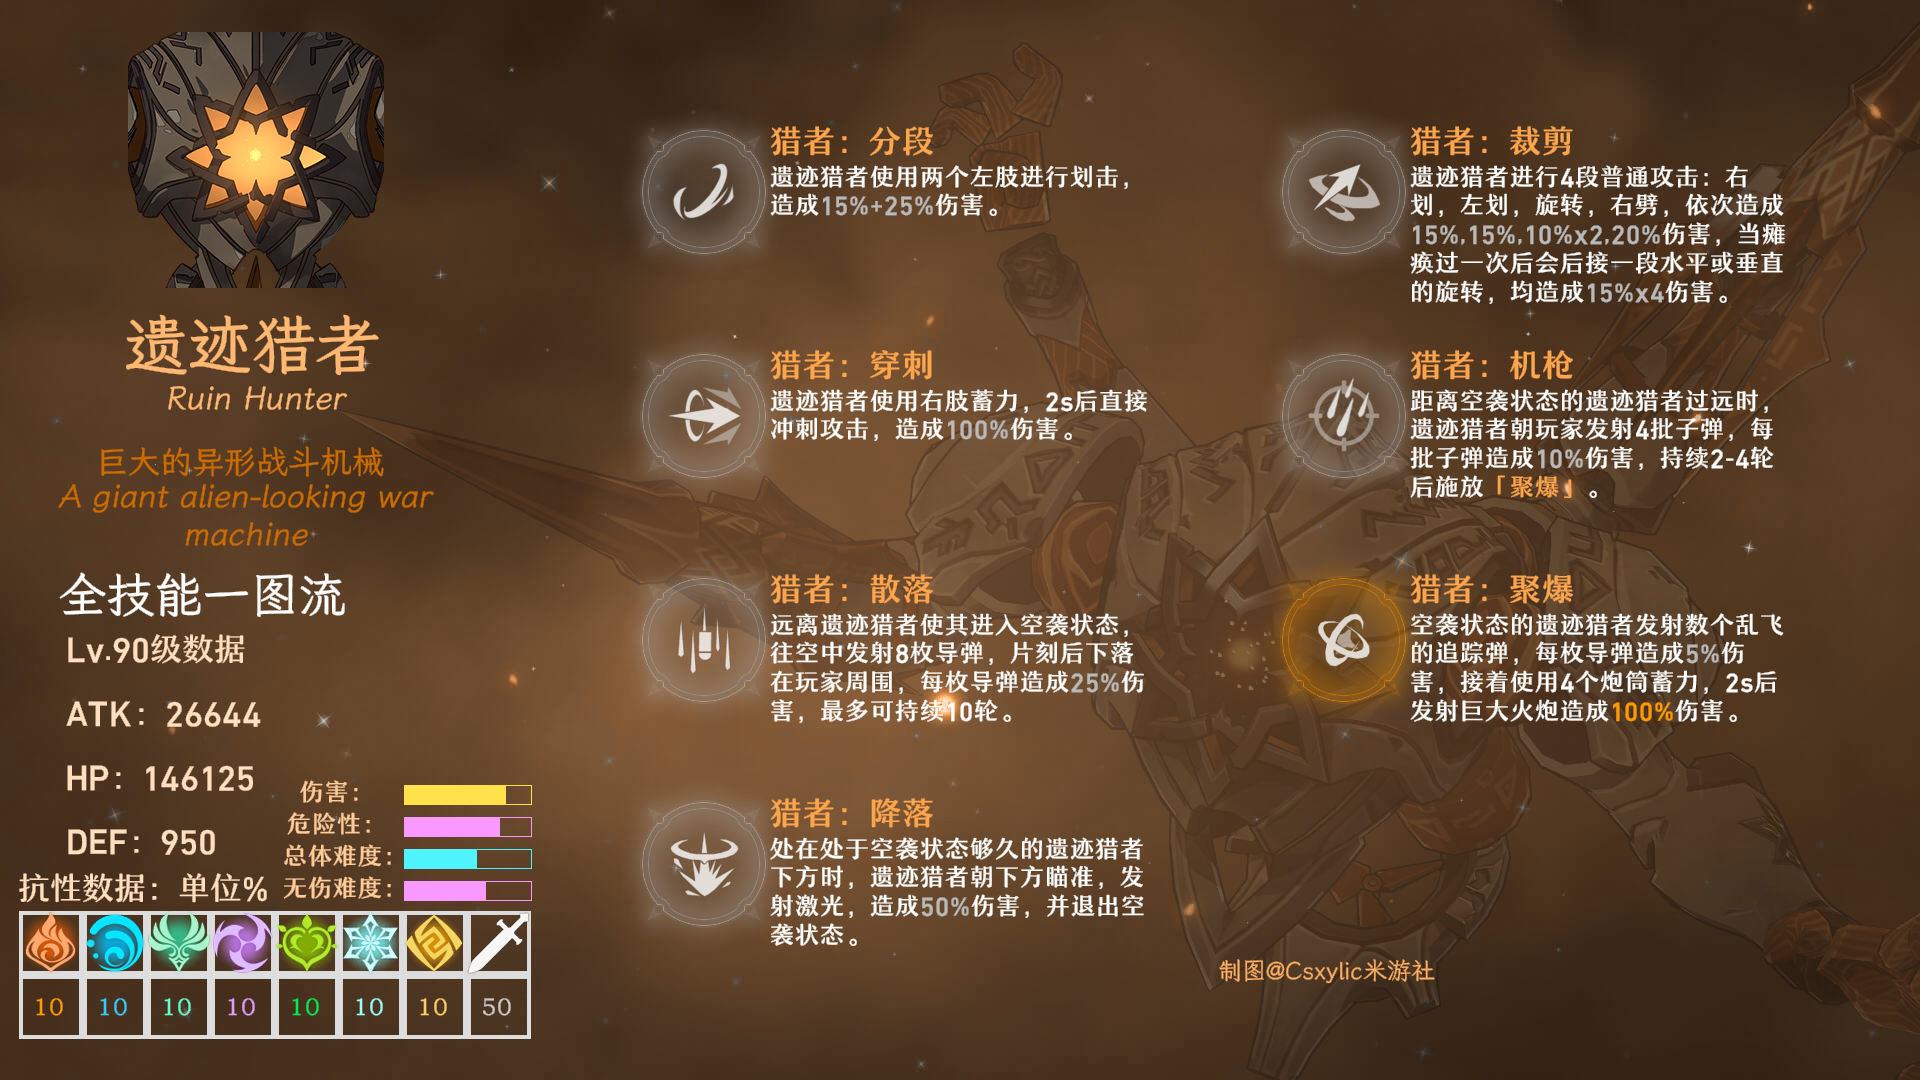 遗迹猎者
Ruin Hunter
巨大的异形战斗机械
A giant alien-looking war
machine
全技能一图流
Lv.90级数据
ATK：26644
HP：146125
DEF：950
伤害：
危险性：
总体难度：
无伤难度：
抗性数据：单位%
10 10 10 10 10 10 10 50
猎者：分段
遗迹猎者使用两个左肢进行划击，
造成15%+25%伤害。
猎者：穿刺
遗迹猎者使用右肢蓄力，2s后直接
冲刺攻击，造成100%伤害。
猎者：散落
远离遗迹猎者使其进入空袭状态，
往空中发射8枚导弹，片刻后下落
在玩家周围，每枚导弹造成25%伤
害，最多可持续10轮。
猎者：降落
处在处于空袭状态够久的遗迹猎者
下方时，遗迹猎者朝下方瞄准，发
射激光，造成50%伤害，并退出空
袭状态。
猎者：裁剪
遗迹猎者进行4段普通攻击：右
划，左划，旋转，右劈，依次造成
15%,15%,10%x2,20%伤害，当瘫
痪过一次后会后接一段水平或垂直
的旋转，均造成15%x4伤害。
猎者：机枪
距离空袭状态的遗迹猎者过远时，
遗迹猎者朝玩家发射4批子弹，每
批子弹造成10%伤害，持续2-4轮
后施放「聚爆」。
猎者：聚爆
空袭状态的遗迹猎者发射数个乱飞
的追踪弹，每枚导弹造成5%伤
害，接着使用4个炮筒蓄力，2s后
发射巨大火炮造成100%伤害。
制图@Csxylic米游社